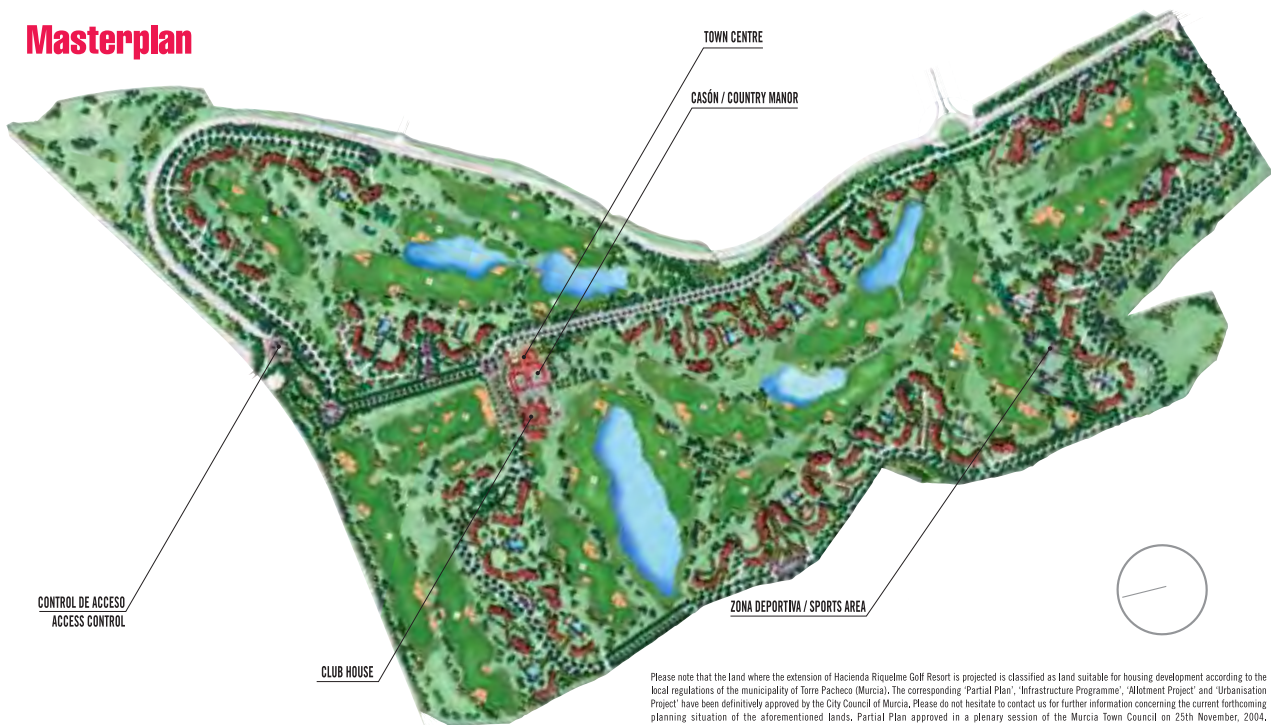 Masterplan
TOWN CENTRE
CASÓN / COUNTRY MANOR
CONTROL DE ACCESO
ACCESS CONTROL
ZONA DEPORTIVA / SPORTS AREA
CLUB HOUSE
Please note that the land where the extension of Hacienda Riquelme Golf Resort is projected is classified as land suitable for housing development according to the
local regulations of the municipality of Torre Pacheco (Murcia). The corresponding 'Partial Plan', 'Infrastructure Programme', 'Allotment Project' and 'Urbanisation
Project' have been definitively approved by the City Council of Murcia. Please do not hesitate to contact us for further information concerning the current forthcoming
planning situation of the aforementioned lands. Partial Plan approved in a plenary session of the Murcia Town Council on 25th November, 2004.